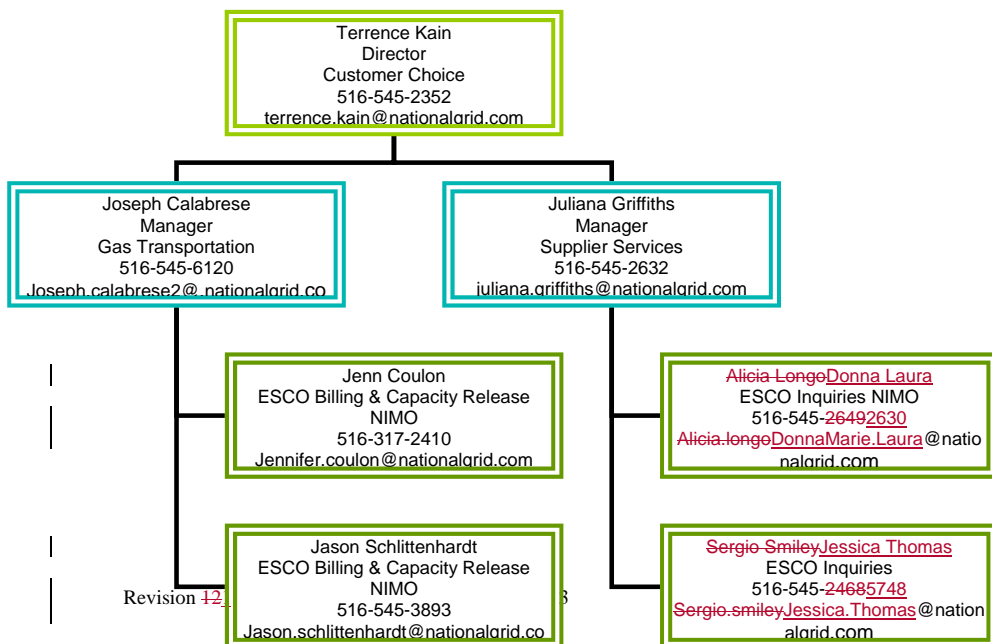 Terrence Kain
Director
Customer Choice
516-545-2352
terrence.kain@nationalgrid.com
Joseph Calabrese
Manager
Gas Transportation
516-545-6120
Joseph.calabrese2@.nationalgrid.co
Juliana Griffiths
Manager
Supplier Services
516-545-2632
juliana.griffiths@nationalgrid.com
Jenn Coulon
ESCO Billing & Capacity Release
NIMO
516-317-2410
Jennifer.coulon@nationalgrid.com
Alicia LongoDonna Laura
ESCO Inquiries NIMO
516-545-26492630
Alicia.longoDonnaMarie.Laura@natio
nalgrid.com
Jason Schlittenhardt
ESCO Billing & Capacity Release
NIMO
516-545-3893
Jason.schlittenhardt@nationalgrid.co
Sergio SmileyJessica Thomas
ESCO Inquiries
516-545-24685748
Sergio.smileyJessica.Thomas@nation
algrid.com
Revision 12